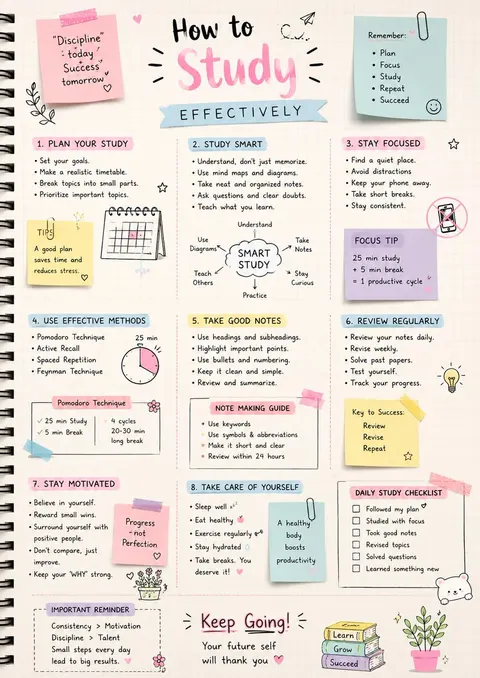 "Discipline"
today
Success
tomorrow"
How to
Study
EFFECTIVELY
Remember:
• Plan
• Focus
• Study
• Repeat
• Succeed
1. PLAN YOUR STUDY
• Set your goals.
• Make a realistic timetable.
• Break topics into small parts.
• Prioritize important topics.
TIPS
A good plan
saves time and
reduces stress.
2. STUDY SMART
• Understand, don't just memorize.
• Use mind maps and diagrams.
• Take neat and organized notes.
• Ask questions and clear doubts.
• Teach what you learn.
Understand
Use
Diagrams
Take
Notes
SMART
STUDY
Teach
Others
Stay
Curious
Practice
3. STAY FOCUSED
• Find a quiet place.
• Avoid distractions
• Keep your phone away.
• Take short breaks.
• Stay consistent.
FOCUS TIP
25 min study
+ 5 min break
= 1 productive cycle
4. USE EFFECTIVE METHODS
• Pomodoro Technique
• Active Recall
• Spaced Repetition
• Feynman Technique
25 min
Pomodoro Technique
✓ 25 min Study
✓ 5 min Break
• 4 cycles
20-30 min
long break
5. TAKE GOOD NOTES
• Use headings and subheadings.
• Highlight important points.
• Use bullets and numbering.
• Keep it clean and simple.
• Review and summarize.
NOTE MAKING GUIDE
• Use keywords
• Use symbols & abbreviations
• Make it short and clear
• Review within 24 hours
6. REVIEW REGULARLY
• Review your notes daily.
• Revise weekly.
• Solve past papers.
• Test yourself.
• Track your progress.
Key to Success:
Review
Revise
Repeat
7. STAY MOTIVATED
• Believe in yourself.
• Reward small wins.
• Surround yourself with
positive people.
• Don't compare, just
improve.
• Keep your 'WHY' strong.
Progress
-not
Perfection
8. TAKE CARE OF YOURSELF
• Sleep well
• Eat healthy
• Exercise regularly
• Stay hydrated
• Take breaks. You
deserve it!
A healthy
body
boosts
productivity
DAILY STUDY CHECKLIST
Followed my plan
Studied with focus
Took good notes
Revised topics
Solved questions
Learned something new
IMPORTANT REMINDER
Consistency > Motivation
Discipline > Talent
Small steps every day
lead to big results.
Keep Going!
Your future self
will thank you
Learn
Grow
Succeed